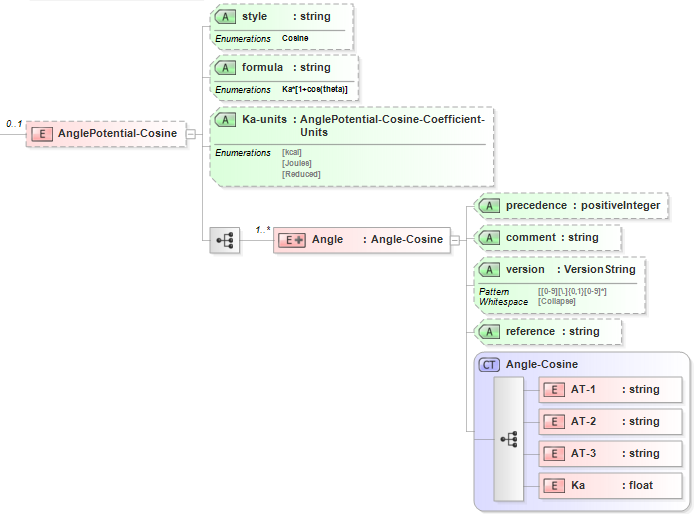 A style : string
Enumerations Cosine
A formula : string
Enumerations Ka*[1+cos(theta)]
0..1
E AnglePotential-Cosine
A Ka-units : AnglePotential-Cosine-Coefficient-
Units
Enumerations [kcal]
[Joules]
[Reduced]
1..*
E+ Angle : Angle-Cosine
A precedence : positiveInteger
A comment : string
A version : VersionString
Pattern [[0-9][\.]{0,1}[0-9]*]
Whitespace [Collapse]
A reference : string
CT Angle-Cosine
E AT-1 : string
E AT-2 : string
E AT-3 : string
E Ka : float